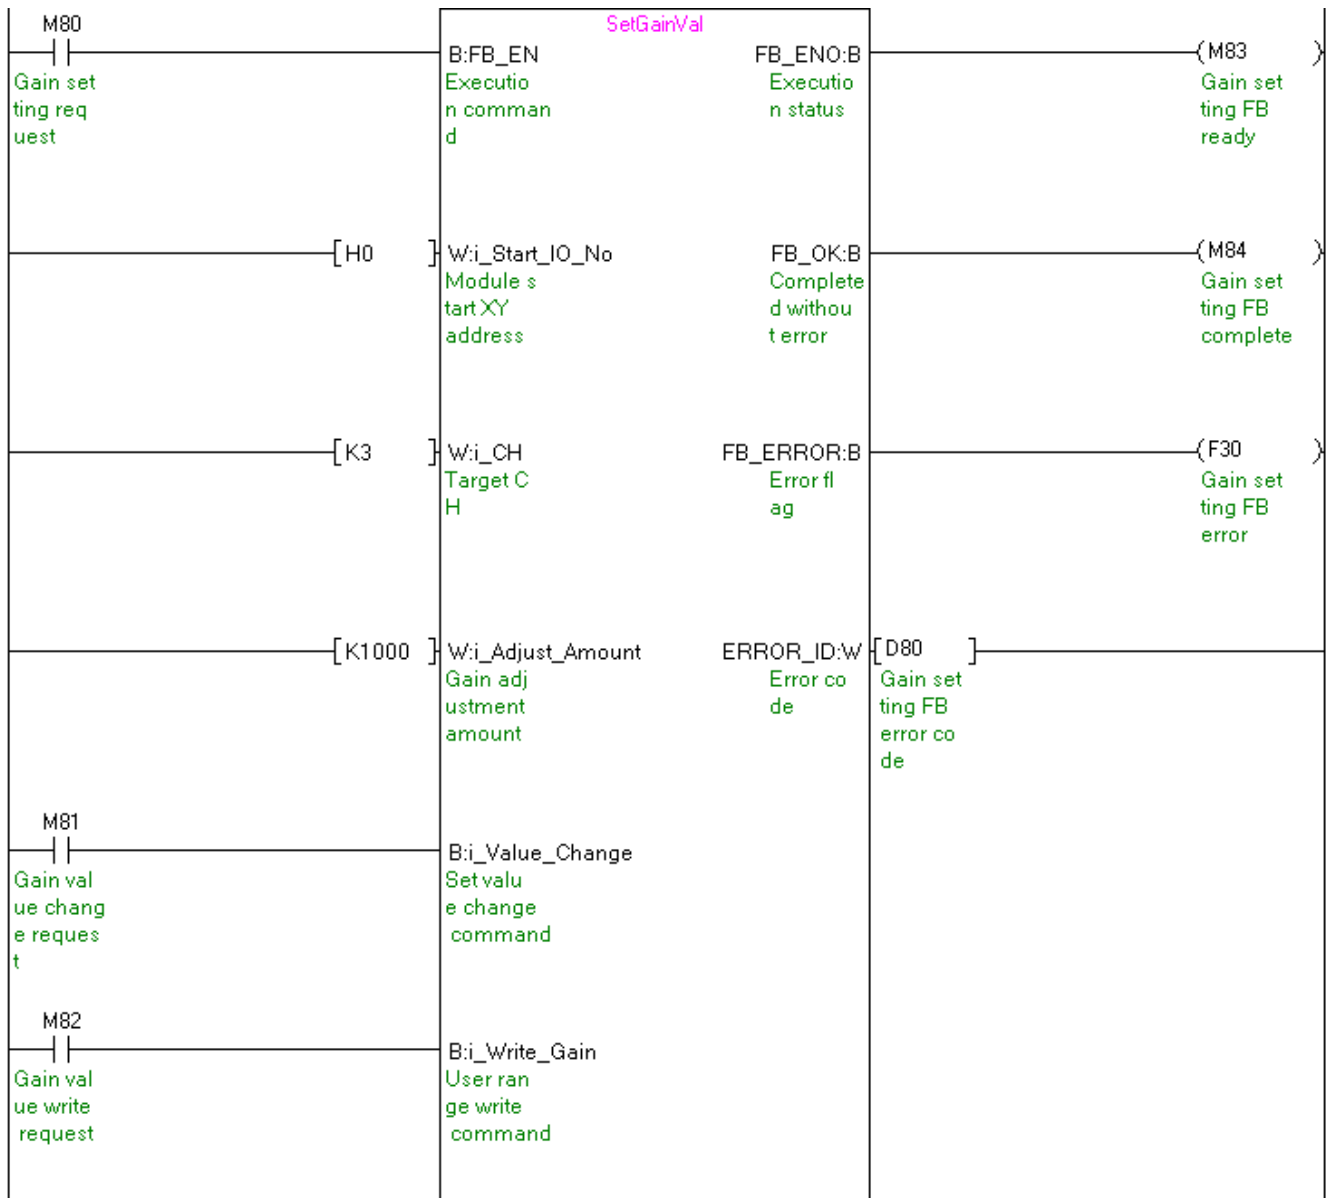 M80
SetGainVal
B:FB_EN
FB_ENO:B
(M83 )
Gain set
ting req
uest
Executio
n comman
d
Executio
n status
Gain set
ting FB
ready
[H0 ]
W:i_Start_IO_No
FB_OK:B
(M84 )
Module s
tart XY
address
Complete
d withou
t error
Gain set
ting FB
complete
[K3 ]
W:i_CH
FB_ERROR:B
(F30 )
Target C
H
Error fl
ag
Gain set
ting FB
error
[K1000 ]
W:i_Adjust_Amount
ERROR_ID:W
[D80 ]
Gain adj
ustment
amount
Error co
de
Gain set
ting FB
error co
de
M81
B:i_Value_Change
Gain val
ue chang
e reques
t
Set valu
e change
command
M82
B:i_Write_Gain
Gain val
ue write
request
User ran
ge write
command